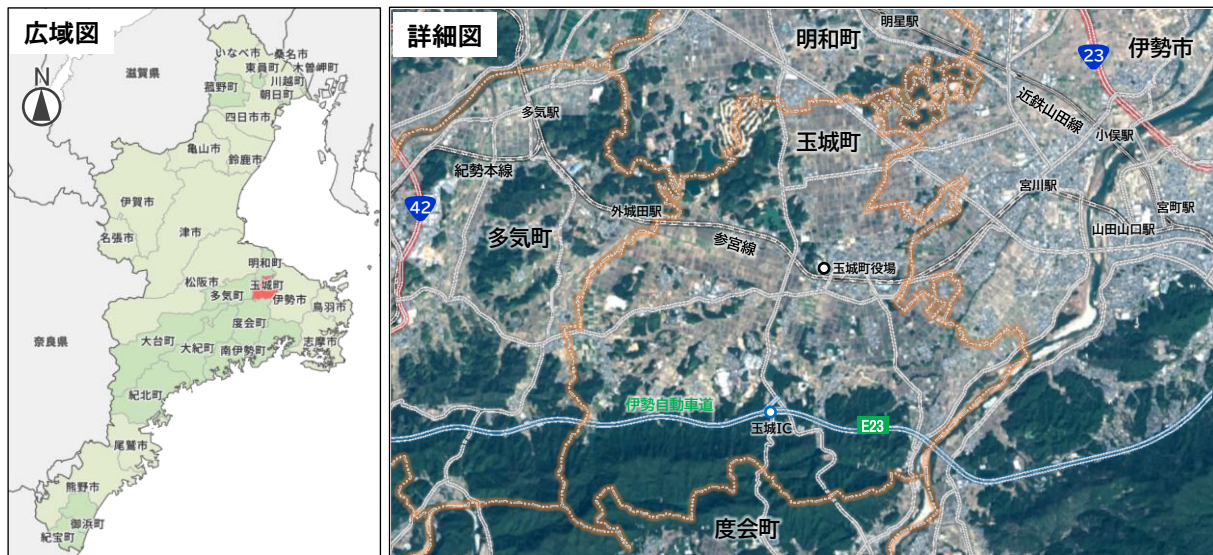 広域図
N
滋賀県
いなべ市
桑名市
東員町
木曽岬町
川越町
菰野町
朝日町
四日市市
亀山市
鈴鹿市
伊賀市
津市
名張市
明和町
松阪市
玉城町
多気町
伊勢市
鳥羽市
度会町
奈良県
大台町
大紀町
南伊勢町
志摩市
紀北町
尾鷲市
熊野市
御浜町
紀宝町
詳細図
明和町
明星駅
23
伊勢市
多気駅
近鉄山田線
小俣駅
玉城町
紀勢本線
宮川駅
42
外城田駅
宮町駅
多気町
参宮線
山田山口駅
玉城町役場
伊勢自動車道
玉城IC
E23
度会町